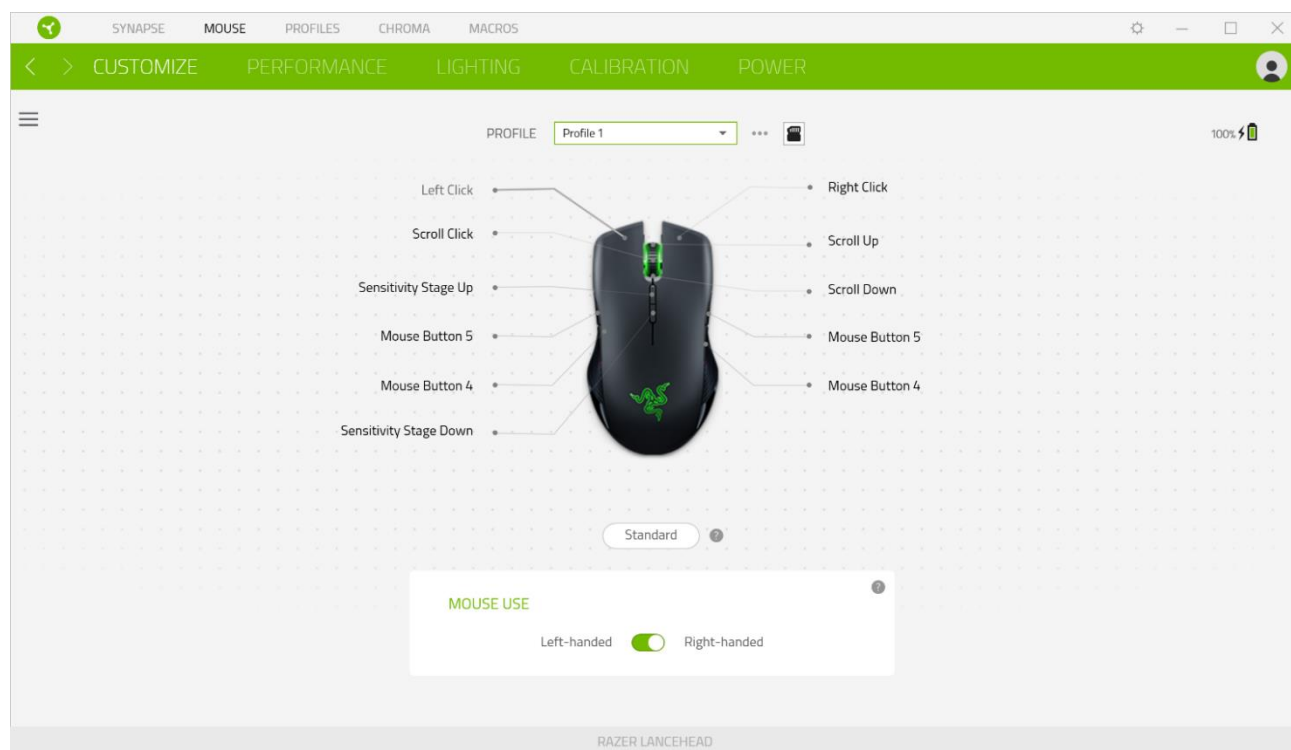 SYNAPSE MOUSE PROFILES CHROMA MACROS
CUSTOMIZE PERFORMANCE LIGHTING CALIBRATION POWER
PROFILE Profile 1 100%
Left Click Right Click
Scroll Click Scroll Up
Sensitivity Stage Up Scroll Down
Mouse Button 5 Mouse Button 5
Mouse Button 4 Mouse Button 4
Sensitivity Stage Down
Standard ?
?
MOUSE USE
Left-handed Right-handed
RAZER LANCEHEAD